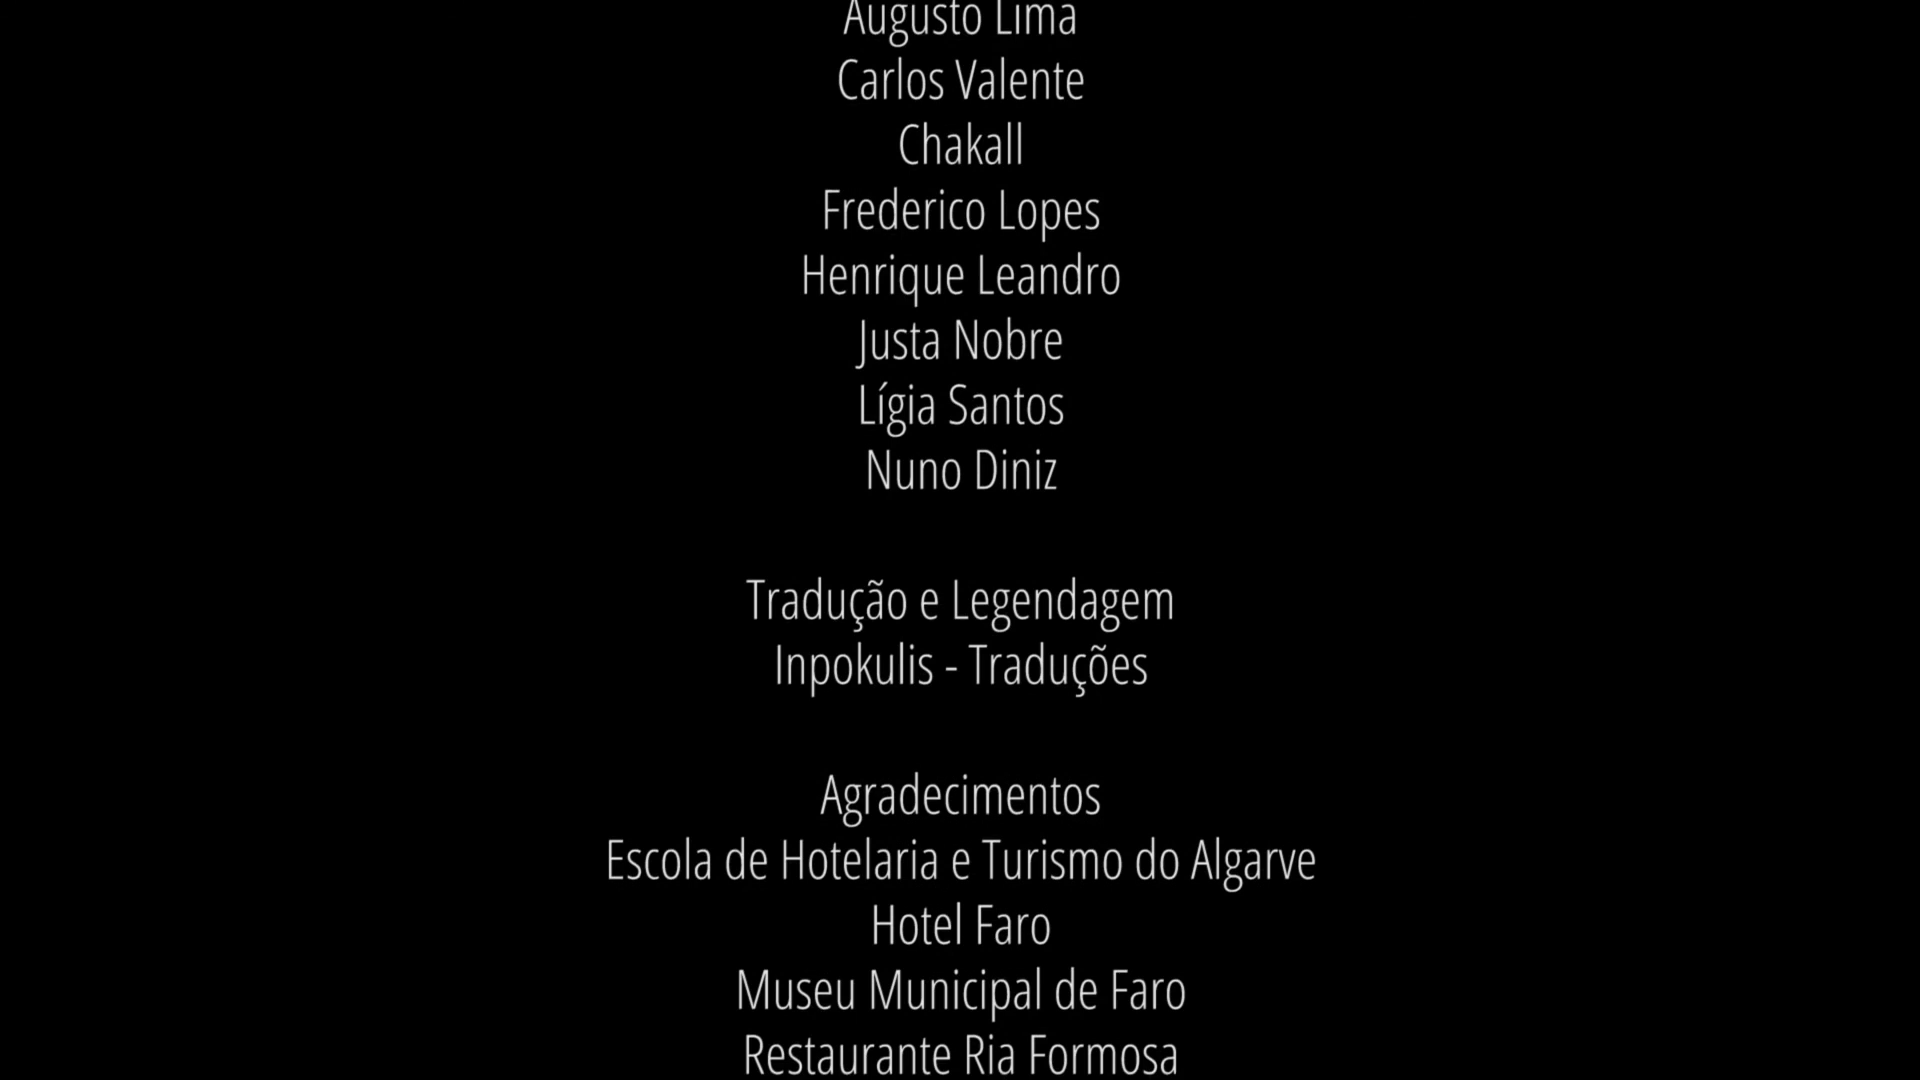 Augusto Lima
Carlos Valente
Chakall
Frederico Lopes
Henrique Leandro
Justa Nobre
Lígia Santos
Nuno Diniz
Tradução e Legendagem
Inpokulis - Traduções
Agradecimentos
Escola de Hotelaria e Turismo do Algarve
Hotel Faro
Museu Municipal de Faro
Restaurante Ria Formosa